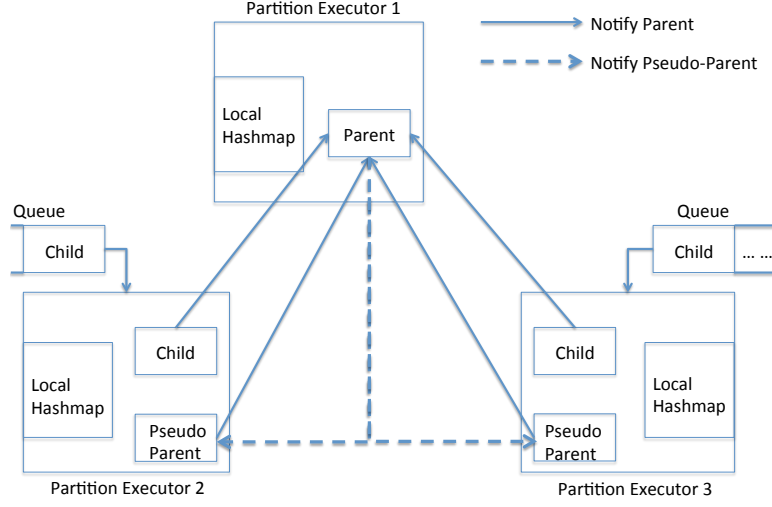 Partition Executor 1
Notify Parent
Notify Pseudo-Parent
Local
Hashmap
Parent
Queue
Child
Queue
Child
... ...
Child
Local
Hashmap
Pseudo
Parent
Partition Executor 2
Child
Local
Hashmap
Pseudo
Parent
Partition Executor 3